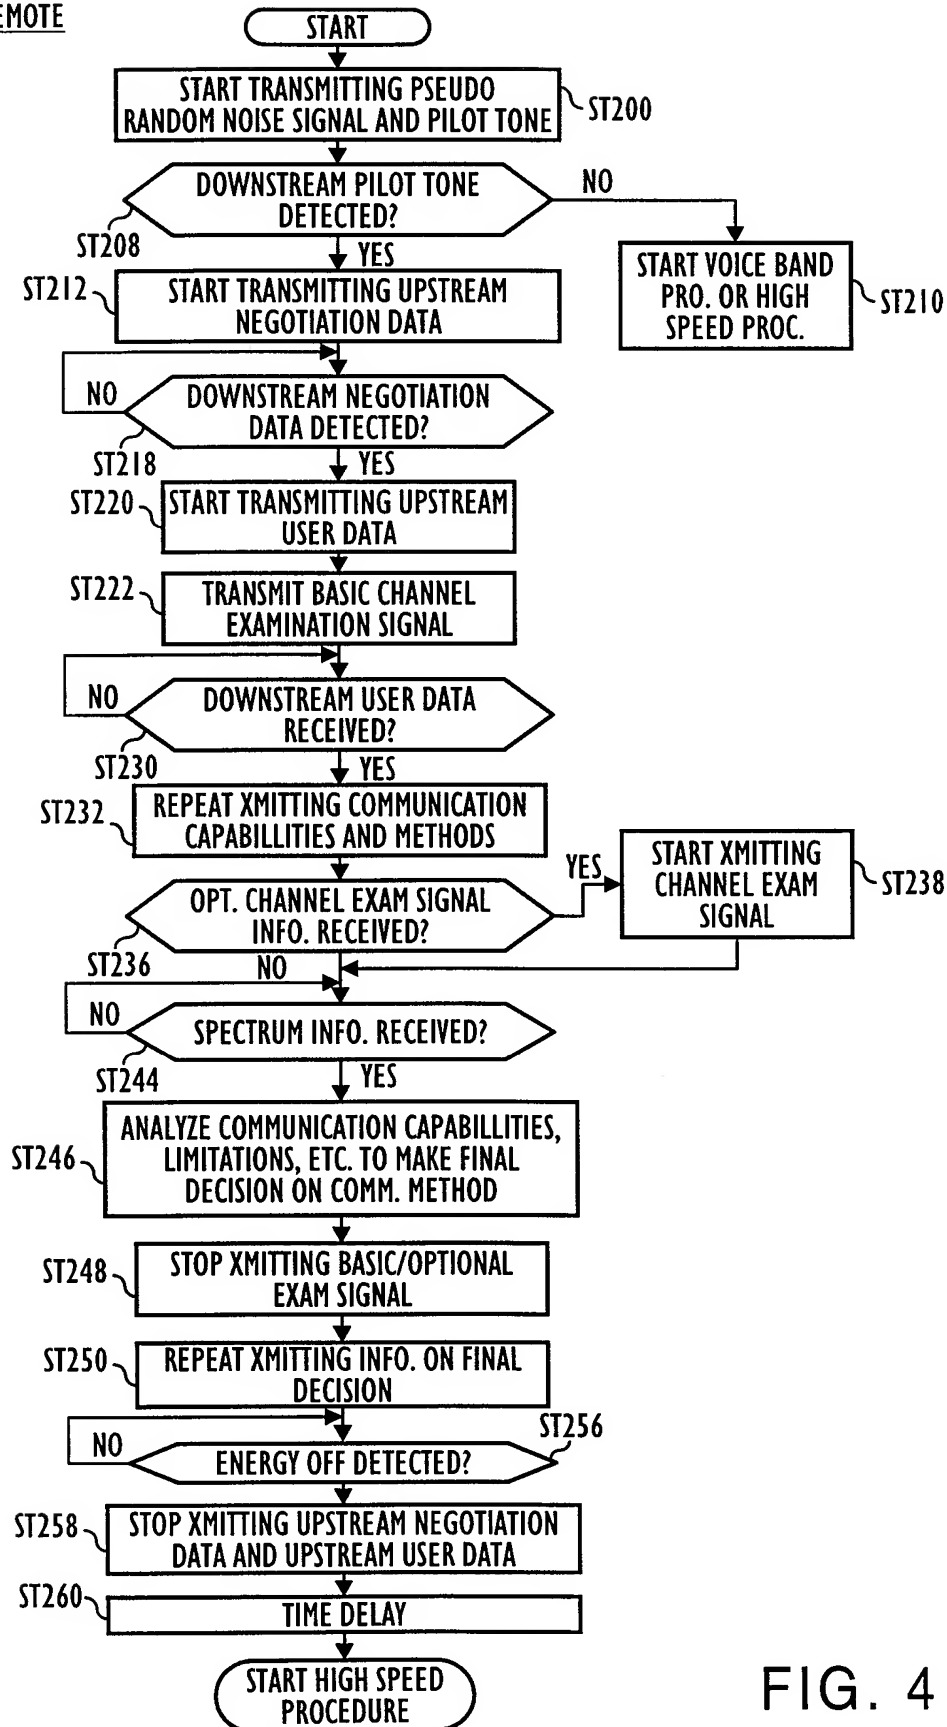 START
START TRANSMITTING PSEUDO
RANDOM NOISE SIGNAL AND PILOT TONE
ST200
DOWNSTREAM PILOT TONE
DETECTED?
NO
ST208
YES
START VOICE BAND
PRO. OR HIGH
SPEED PROC.
ST210
ST212
START TRANSMITTING UPSTREAM
NEGOTIATION DATA
NO
DOWNSTREAM NEGOTIATION
DATA DETECTED?
ST218
YES
ST220
START TRANSMITTING UPSTREAM
USER DATA
ST222
TRANSMIT BASIC CHANNEL
EXAMINATION SIGNAL
NO
DOWNSTREAM USER DATA
RECEIVED?
ST230
YES
ST232
REPEAT XMITTING COMMUNICATION
CAPABILLITIES AND METHODS
OPT. CHANNEL EXAM SIGNAL
INFO. RECEIVED?
YES
START XMITTING
CHANNEL EXAM
SIGNAL
ST238
ST236
NO
NO
SPECTRUM INFO. RECEIVED?
ST244
YES
ST246
ANALYZE COMMUNICATION CAPABILLITIES,
LIMITATIONS, ETC. TO MAKE FINAL
DECISION ON COMM. METHOD
ST248
STOP XMITTING BASIC/OPTIONAL
EXAM SIGNAL
ST250
REPEAT XMITTING INFO. ON FINAL
DECISION
ST256
NO
ENERGY OFF DETECTED?
ST258
STOP XMITTING UPSTREAM NEGOTIATION
DATA AND UPSTREAM USER DATA
ST260
TIME DELAY
START HIGH SPEED
PROCEDURE
FIG. 4